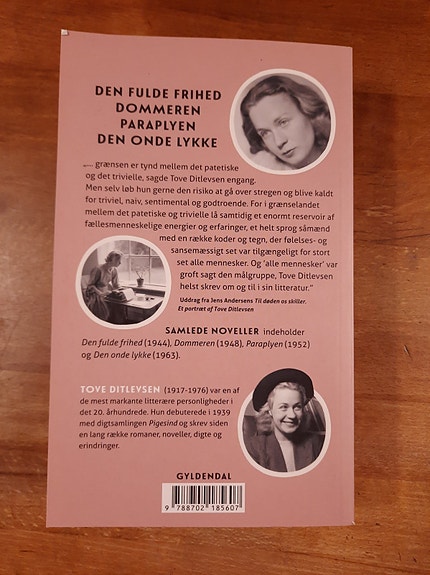 DEN FULDE FRIHED
DOMMEREN
PARAPLYEN
DEN ONDE LYKKE
„... grænsen er tynd mellem det patetiske
og det trivielle, sagde Tove Ditlevsen engang.
Men selv løb hun gerne den risiko at gå over stregen og blive kaldt
for triviel, naiv, sentimental og godtroende. For i grænselandet
mellem det patetiske og trivielle lå samtidig et enormt reservoir af
fællesmenneskelige energier og erfaringer, et helt sprog såmænd
med en række koder og tegn, der følelses- og
sansemæssigt set var tilgængeligt for stort
set alle mennesker. Og 'alle mennesker' var
groft sagt den målgruppe, Tove Ditlevsen
helst skrev om og til i sin litteratur.”
Uddrag fra Jens Andersens Til døden os skiller.
Et portræt af Tove Ditlevsen
SAMLEDE NOVELLER indeholder
Den fulde frihed (1944), Dommeren (1948), Paraplyen (1952)
og Den onde lykke (1963).
TOVE DITLEVSEN (1917-1976) var en af
de mest markante litterære personligheder i
det 20. århundrede. Hun debuterede i 1939
med digtsamlingen Pigesind og skrev siden
en lang række romaner, noveller, digte og
erindringer.
GYLDENDAL
9 788702 185607